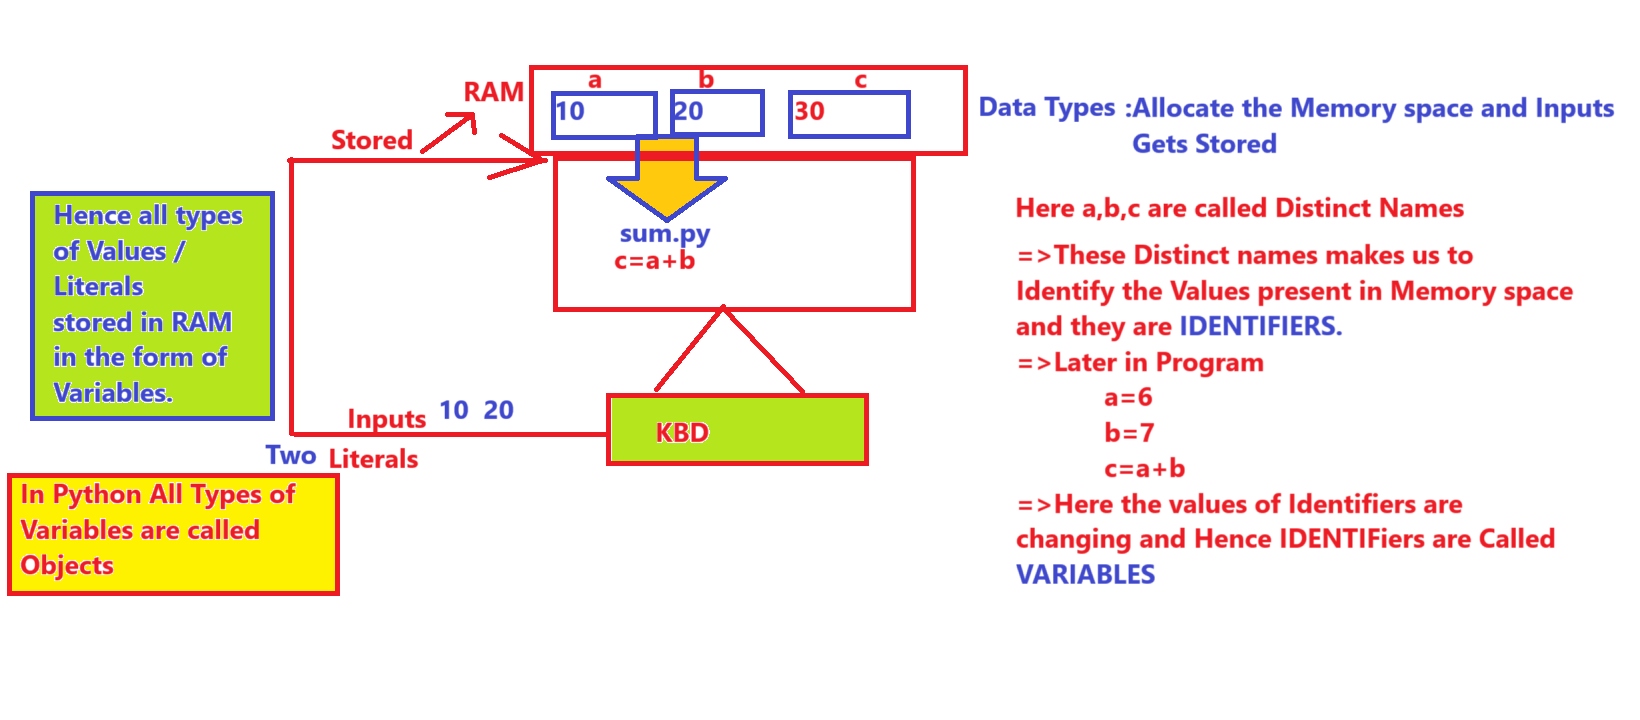 RAM
a b c
10 20 30
Stored
sum.py
c=a+b
Hence all types
of Values /
Literals
stored in RAM
in the form of
Variables.
Inputs 10 20
Two Literals
KBD
In Python All Types of
Variables are called
Objects
Data Types :Allocate the Memory space and Inputs
Gets Stored
Here a,b,c are called Distinct Names
=>These Distinct names makes us to
Identify the Values present in Memory space
and they are IDENTIFIERS.
=>Later in Program
a=6
b=7
c=a+b
=>Here the values of Identifiers are
changing and Hence IDENTIFiers are Called
VARIABLES